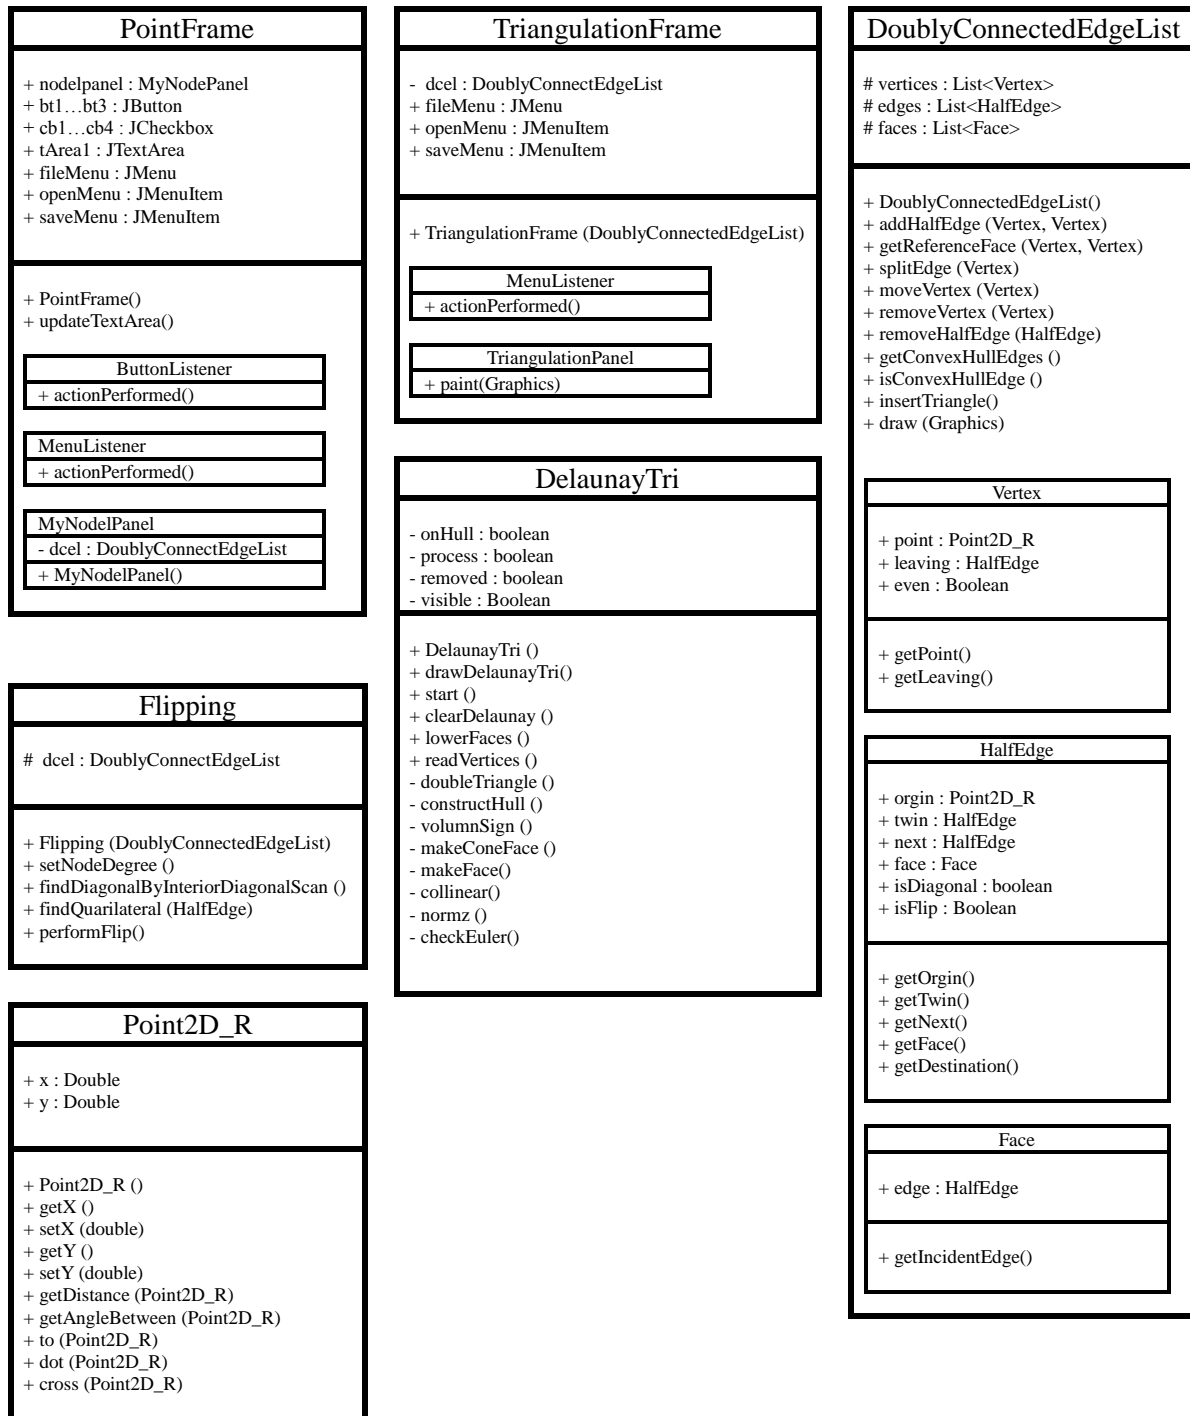 PointFrame
+ nodelpanel : MyNodePanel
+ bt1…bt3 : JButton
+ cb1…cb4 : JCheckbox
+ tArea1 : JTextArea
+ fileMenu : JMenu
+ openMenu : JMenuItem
+ saveMenu : JMenuItem
+ PointFrame()
+ updateTextArea()
ButtonListener
+ actionPerformed()
MenuListener
+ actionPerformed()
MyNodelPanel
- dcel : DoublyConnectEdgeList
+ MyNodelPanel()
Flipping
# dcel : DoublyConnectEdgeList
+ Flipping (DoublyConnectedEdgeList)
+ setNodeDegree ()
+ findDiagonalByInteriorDiagonalScan ()
+ findQuarilateral (HalfEdge)
+ performFlip()
Point2D_R
+ x : Double
+ y : Double
+ Point2D_R ()
+ getX ()
+ setX (double)
+ getY ()
+ setY (double)
+ getDistance (Point2D_R)
+ getAngleBetween (Point2D_R)
+ to (Point2D_R)
+ dot (Point2D_R)
+ cross (Point2D_R)
TriangulationFrame
- dcel : DoublyConnectEdgeList
+ fileMenu : JMenu
+ openMenu : JMenuItem
+ saveMenu : JMenuItem
+ TriangulationFrame (DoublyConnectedEdgeList)
MenuListener
+ actionPerformed()
TriangulationPanel
+ paint(Graphics)
DelaunayTri
- onHull : boolean
- process : boolean
- removed : boolean
- visible : Boolean
+ DelaunayTri ()
+ drawDelaunayTri()
+ start ()
+ clearDelaunay ()
+ lowerFaces ()
+ readVertices ()
- doubleTriangle ()
- constructHull ()
- volumnSign ()
- makeConeFace ()
- makeFace()
- collinear()
- normz ()
- checkEuler()
DoublyConnectedEdgeList
# vertices : List<Vertex>
# edges : List<HalfEdge>
# faces : List<Face>
+ DoublyConnectedEdgeList()
+ addHalfEdge (Vertex, Vertex)
+ getReferenceFace (Vertex, Vertex)
+ splitEdge (Vertex)
+ moveVertex (Vertex)
+ removeVertex (Vertex)
+ removeHalfEdge (HalfEdge)
+ getConvexHullEdges ()
+ isConvexHullEdge ()
+ insertTriangle()
+ draw (Graphics)
Vertex
+ point : Point2D_R
+ leaving : HalfEdge
+ even : Boolean
+ getPoint()
+ getLeaving()
HalfEdge
+ orgin : Point2D_R
+ twin : HalfEdge
+ next : HalfEdge
+ face : Face
+ isDiagonal : boolean
+ isFlip : Boolean
+ getOrgin()
+ getTwin()
+ getNext()
+ getFace()
+ getDestination()
Face
+ edge : HalfEdge
+ getIncidentEdge()